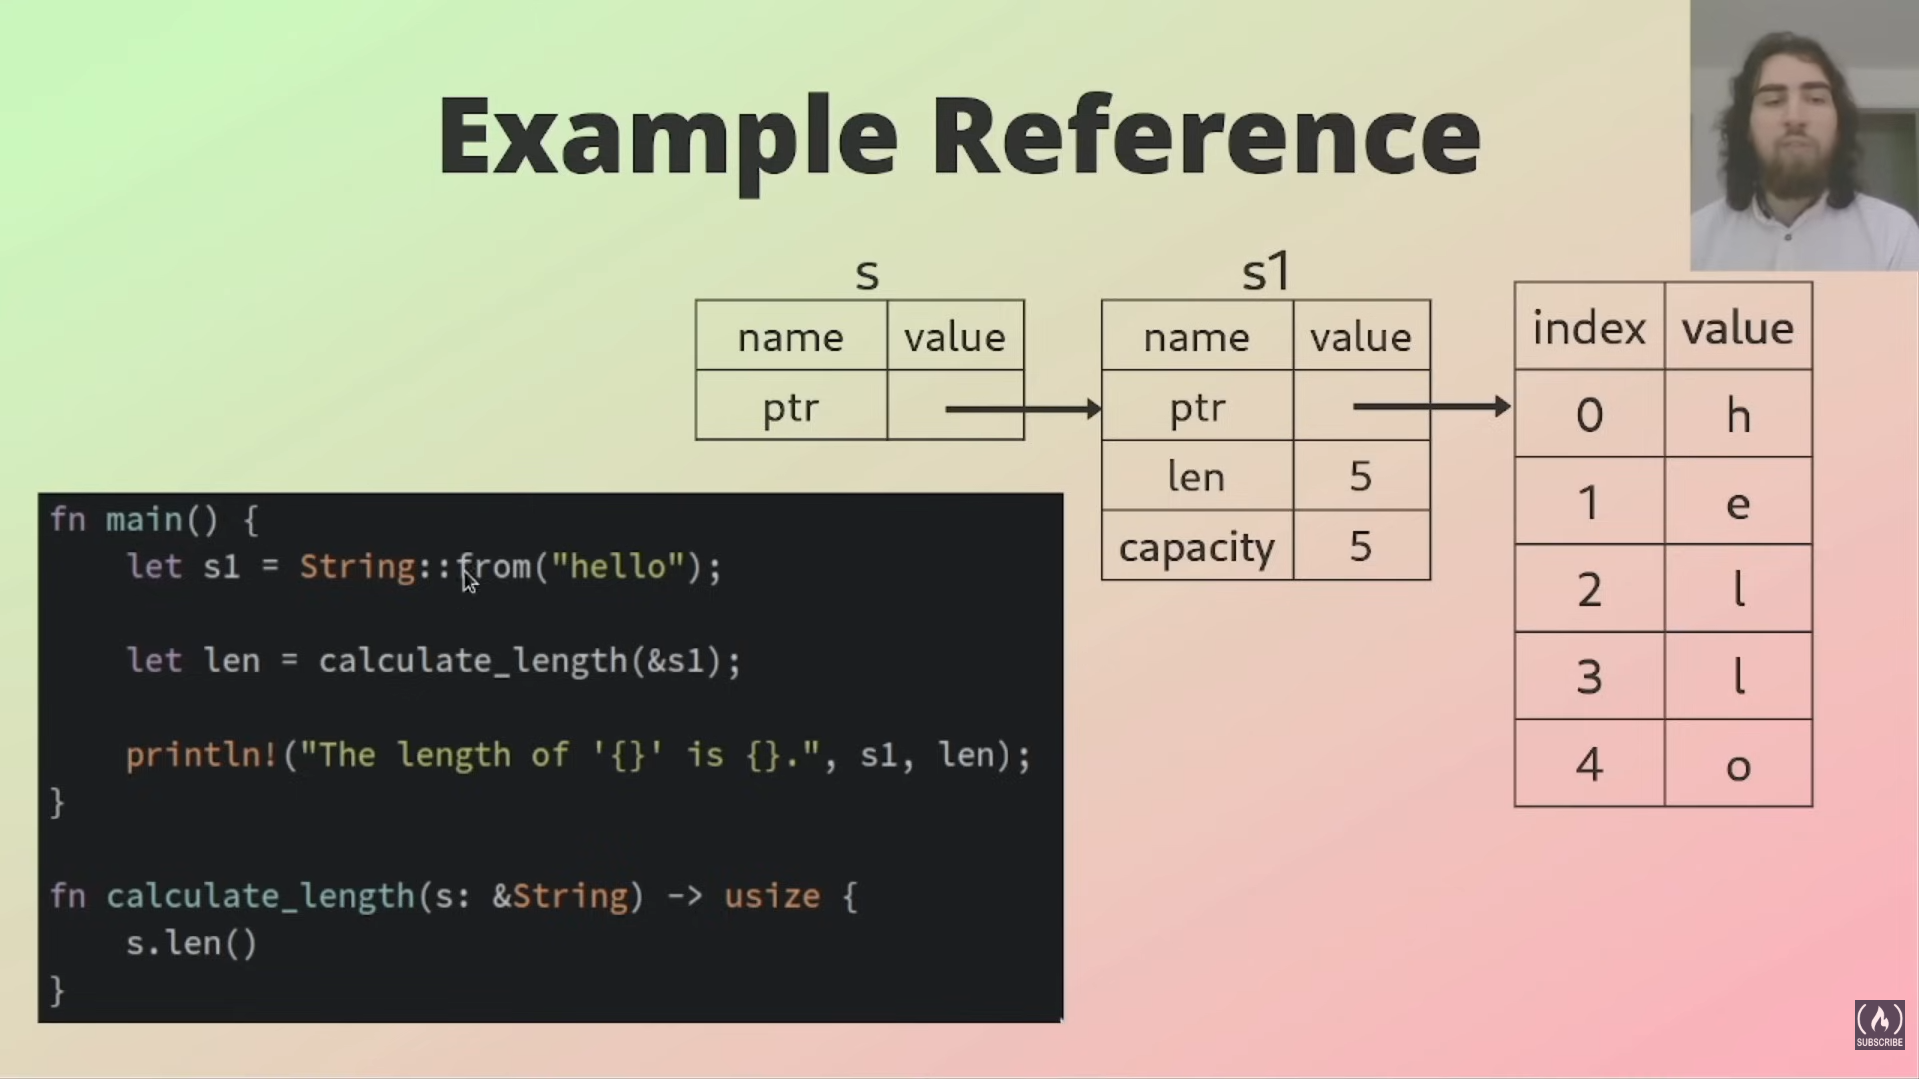 Example Reference
s
name value
ptr
s1
name value
ptr
len 5
capacity 5
index value
0 h
1 e
2 l
3 l
4 o
fn main() {
    let s1 = String::from("hello");
    let len = calculate_length(&s1);
    println!("The length of '{}' is {}.", s1, len);
}
fn calculate_length(s: &String) -> usize {
    s.len()
}
SUBSCRIBE